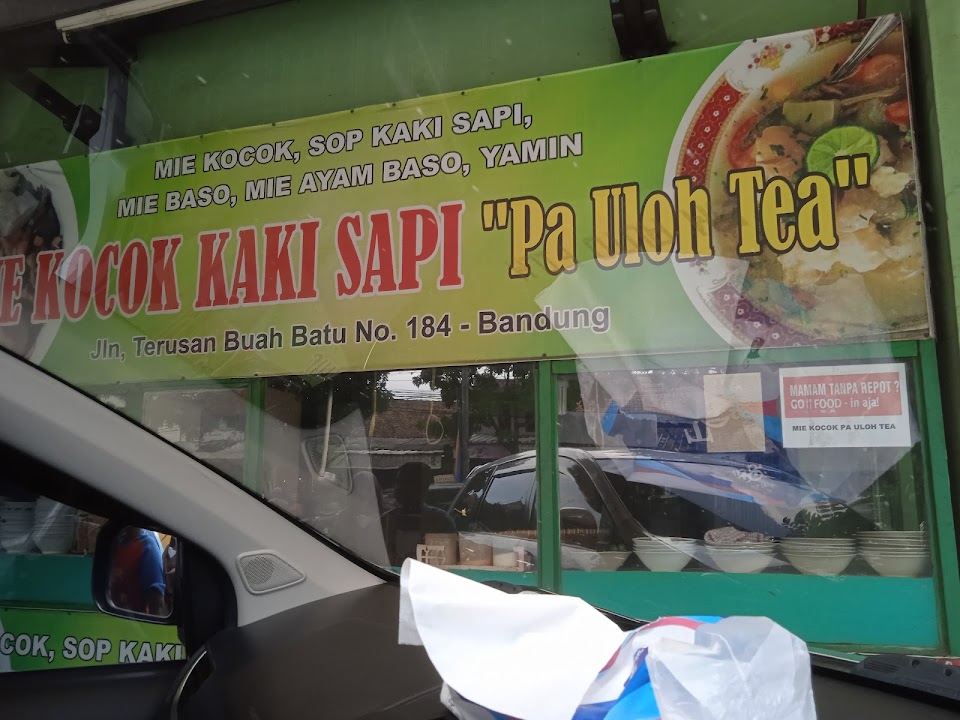 MIE KOCOK, SOP KAKI SAPI,
MIE BASO, MIE AYAM BASO, YAMIN
KOCOK KAKI SAPI "Pa Uloh Tea"
Jln, Terusan Buah Batu No. 184 - Bandung
MAMAM TANPA REPOT ?
GO FOOD - in aja!
MIE KOCOK PA ULOH TEA
COK, SOP KAKI